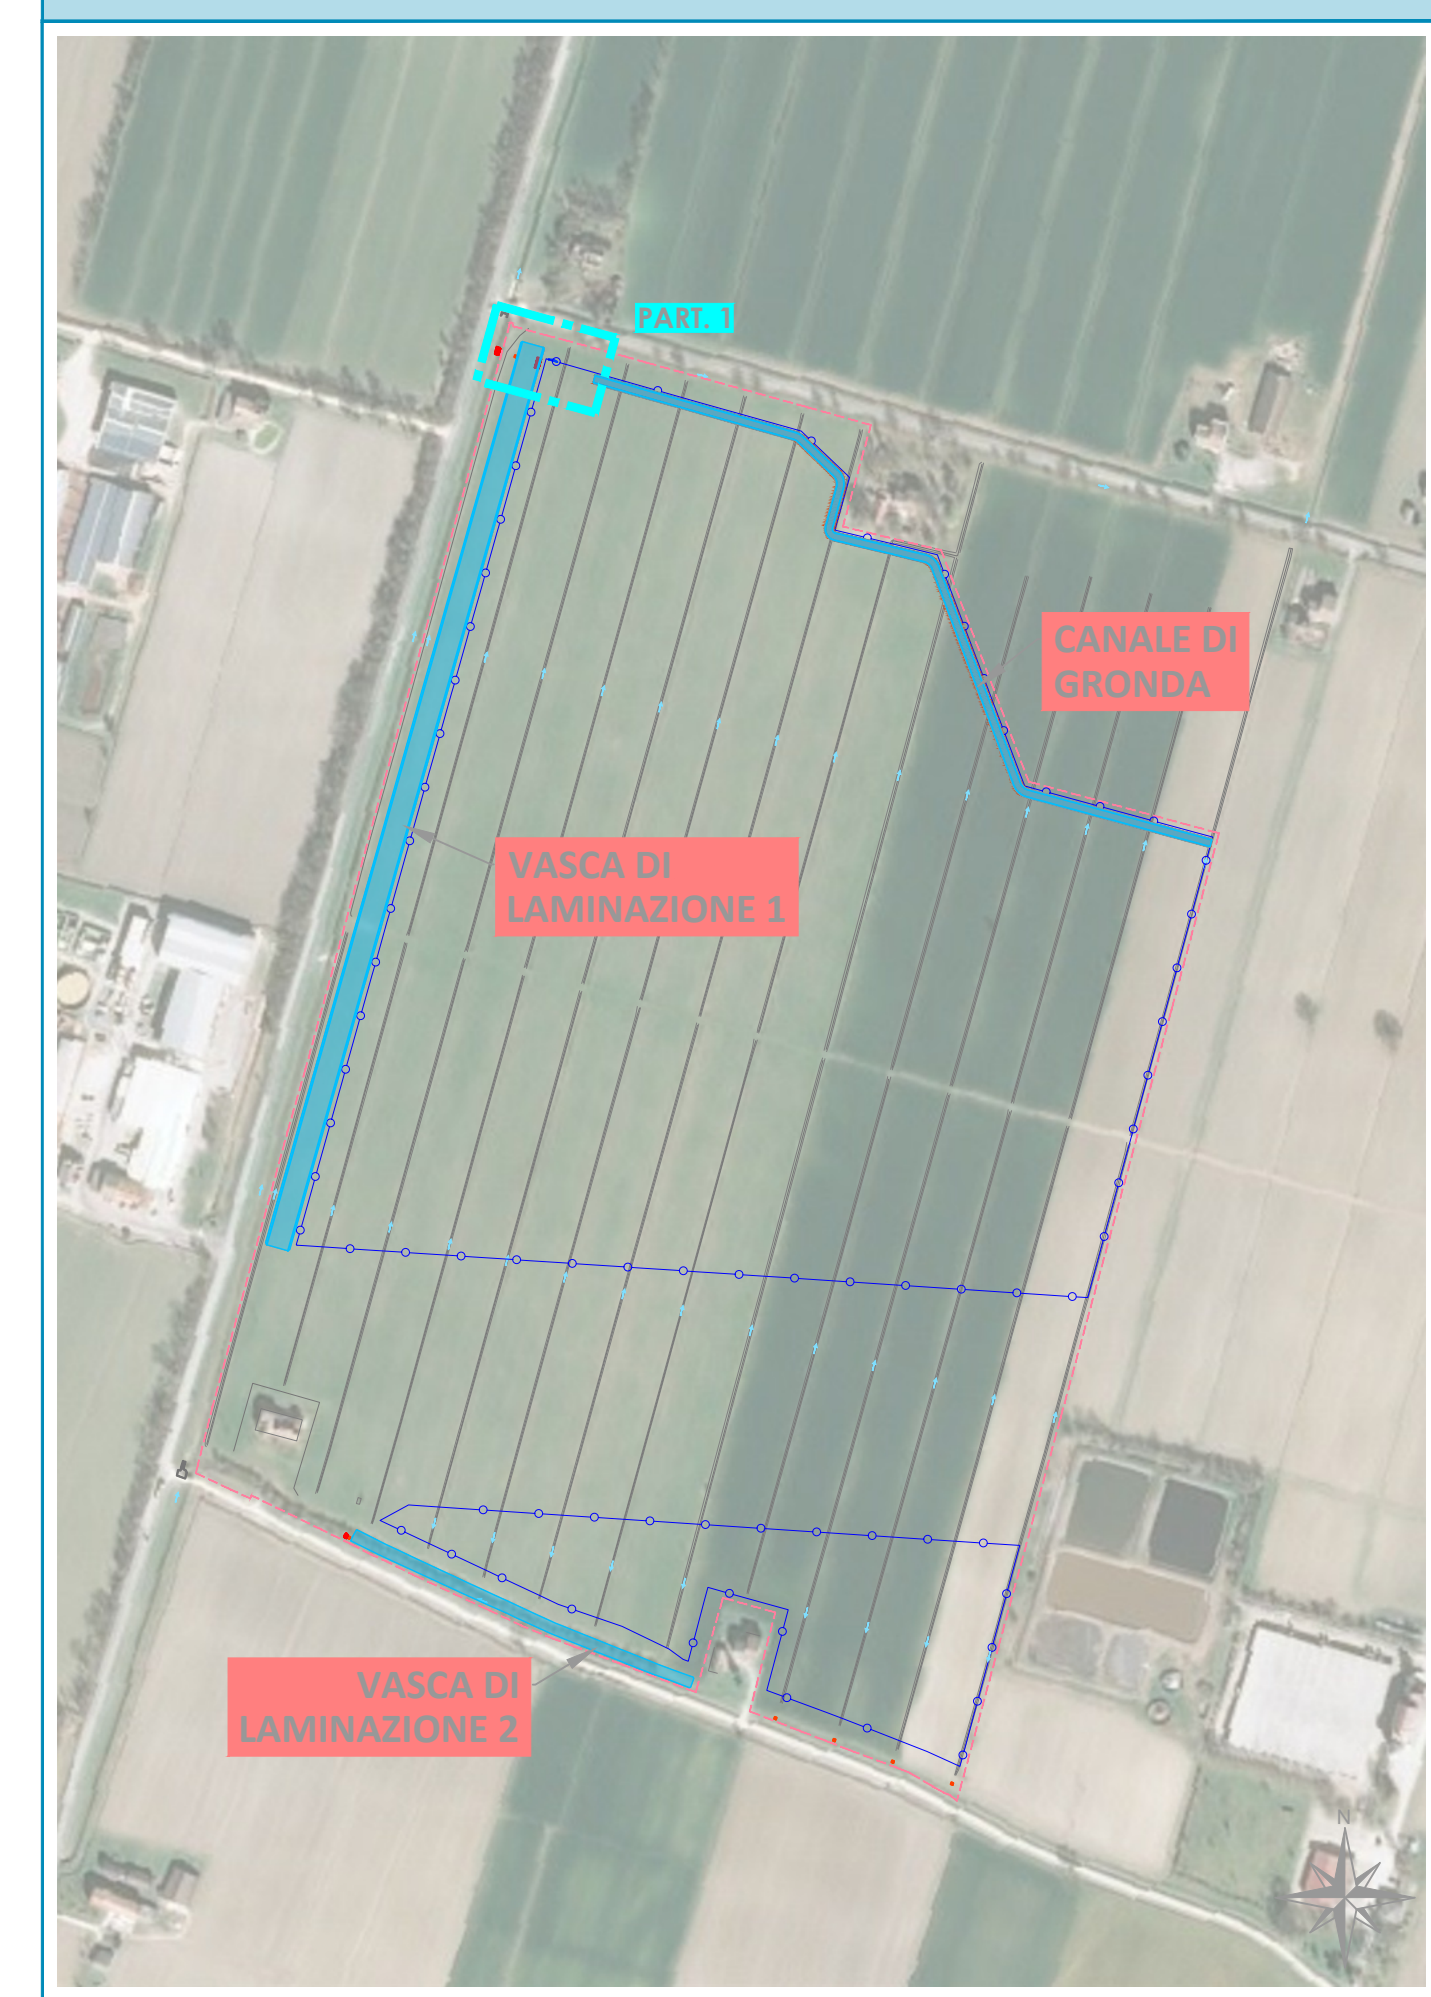 PART. 1
CANALE DI
GRONDA
VASCA DI
LAMINAZIONE 1
VASCA DI
LAMINAZIONE 2
N